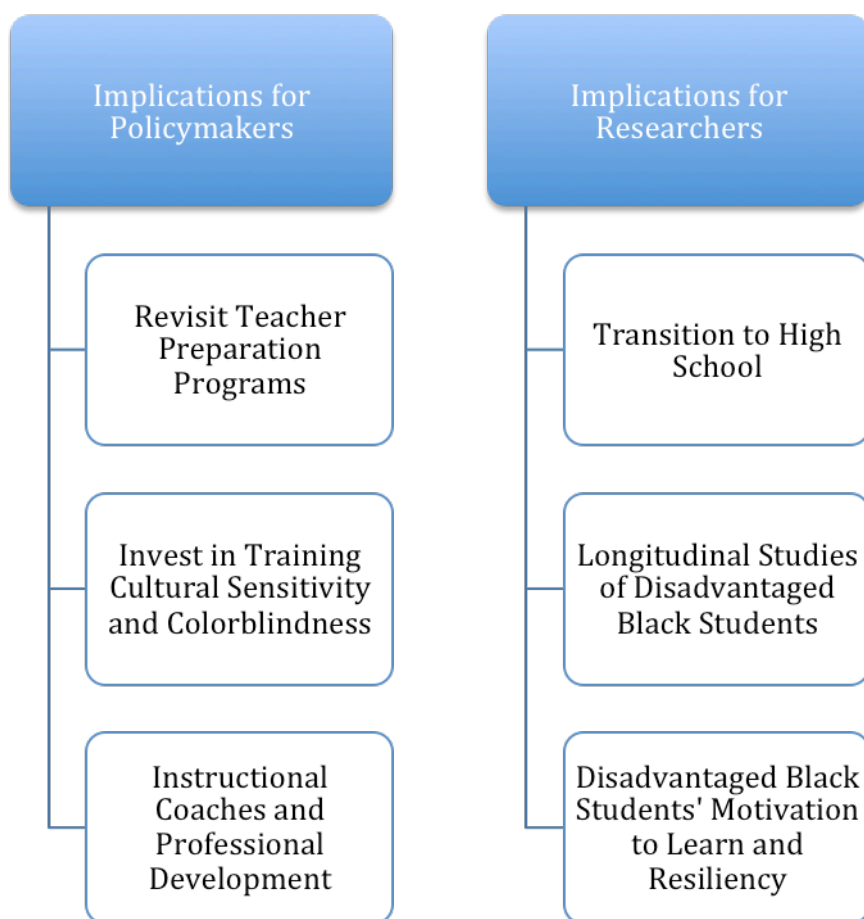 Implications for
Policymakers
Revisit Teacher
Preparation
Programs
Invest in Training
Cultural Sensitivity
and Colorblindness
Instructional
Coaches and
Professional
Development
Implications for
Researchers
Transition to High
School
Longitudinal Studies
of Disadvantaged
Black Students
Disadvantaged Black
Students' Motivation
to Learn and
Resiliency